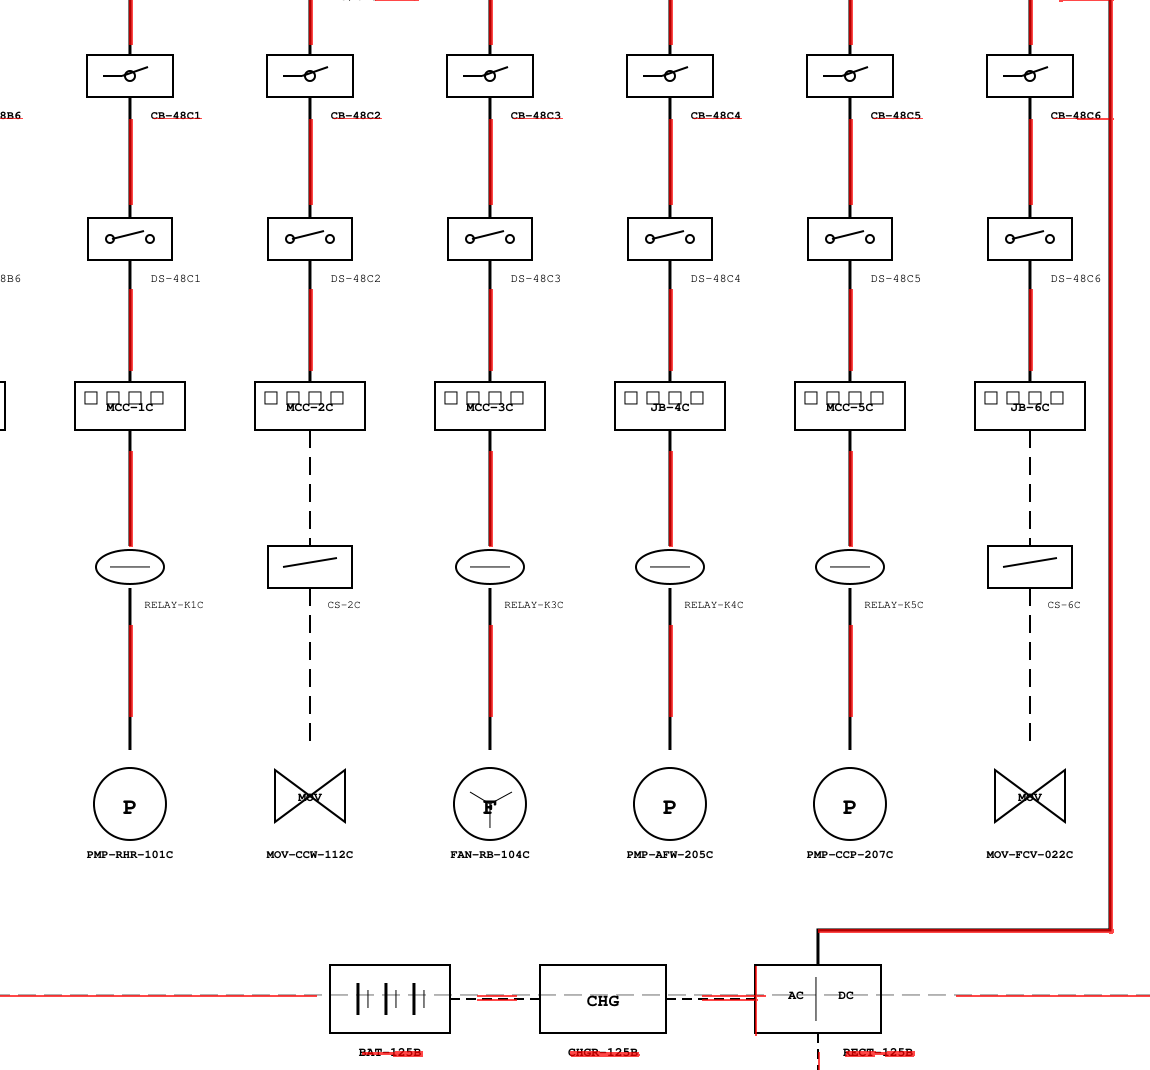 8B6 CB-48C1 CB-48C2 CB-48C3 CB-48C4 CB-48C5 CB-48C6
8B6 DS-48C1 DS-48C2 DS-48C3 DS-48C4 DS-48C5 DS-48C6
MCC-1C MCC-2C MCC-3C JB-4C MCC-5C JB-6C
RELAY-K1C CS-2C RELAY-K3C RELAY-K4C RELAY-K5C CS-6C
P MOV F P P MOV
PMP-RHR-101C MOV-CCW-112C FAN-RB-104C PMP-AFW-205C PMP-CCP-207C MOV-FCV-022C
CHG AC DC
BAT-125B CHGR-125B RECT-125B